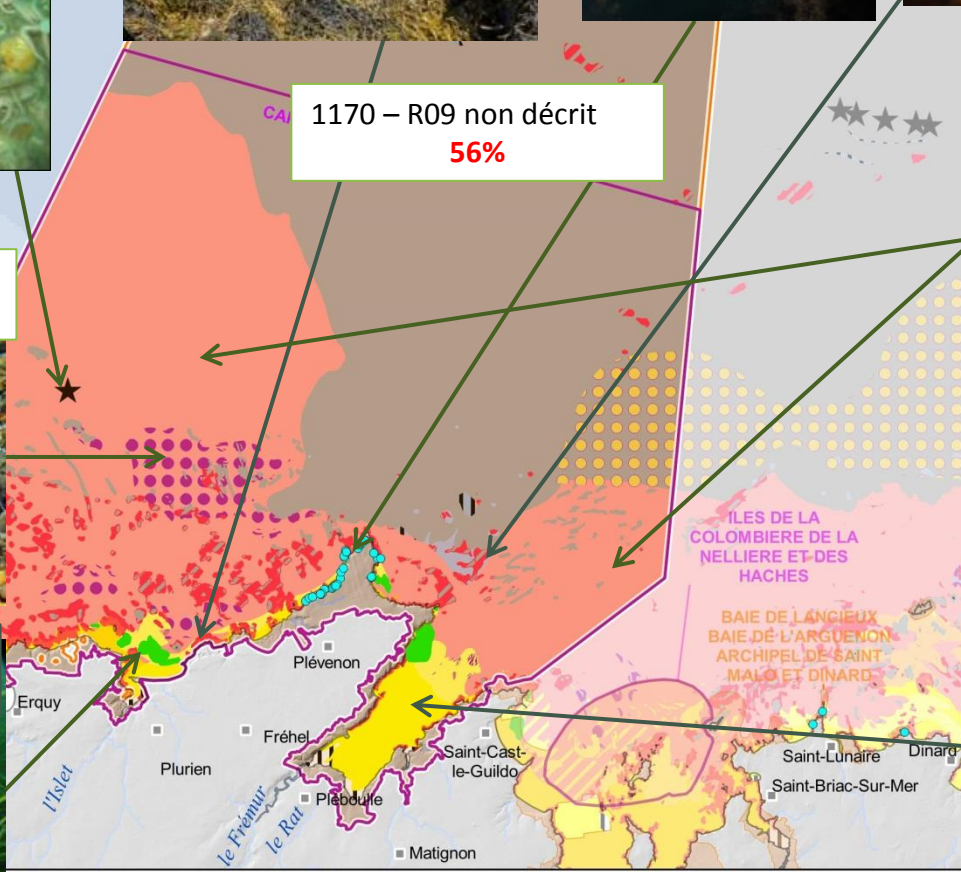 1170 – R09 non décrit
56%
CA
ILES DE LA
COLOMBIERE DE LA
NELLIERE ET DES
HACHES
BAIE DE LANCIEUX
BAIE DE L'ARGUENON
ARCHIPEL DE SAINT
MALO ET DINARD
Plévenon
Erquy
Fréhel
Plurien
Saint-Cast-
le-Guildo
Saint-Lunaire
Dinard
Saint-Briac-Sur-Mer
l'Islet
le Frémur
le Rat
Pléboulle
Matignon